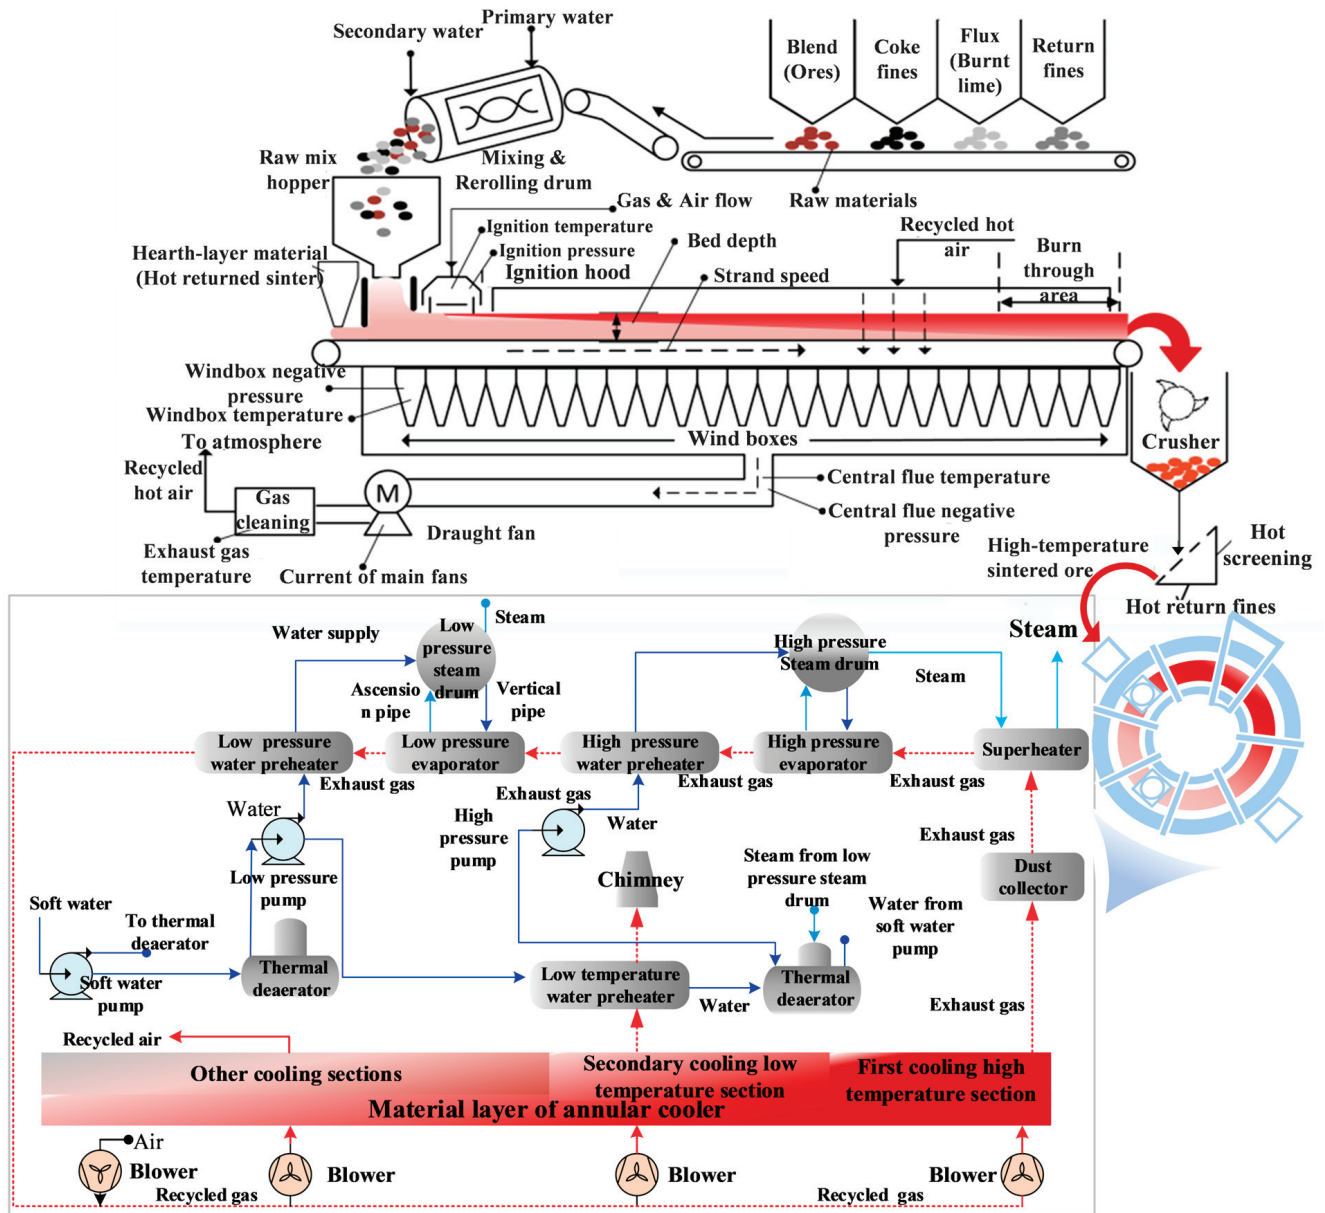 Primary water
Secondary water
Blend
(Ores)
Coke
fines
Flux
(Burnt
lime)
Return
fines
Raw mix
hopper
Mixing &
Rerolling drum
Raw materials
Gas & Air flow
Ignition temperature
Ignition pressure
Ignition hood
Bed depth
Strand speed
Recycled hot
air
Burn
through
area
Hearth-layer material
(Hot returned sinter)
Windbox negative
pressure
Windbox temperature
To atmosphere
Wind boxes
Crusher
Recycled
hot air
Gas
cleaning
M
Draught fan
Central flue temperature
Central flue negative
pressure
Exhaust gas
temperature
Current of main fans
High-temperature
sintered ore
Hot
screening
Hot return fines
Steam
Water supply
Low
pressure
steam
drum
Steam
Ascensio
n pipe
Vertical
pipe
High pressure
Steam drum
Steam
Low pressure
water preheater
Low pressure
evaporator
High pressure
water preheater
High pressure
evaporator
Superheater
Exhaust gas
Exhaust gas
Exhaust gas
Exhaust gas
Water
High
pressure
pump
Water
Exhaust gas
Low pressure
pump
Chimney
Steam from low
pressure steam
drum
Dust
collector
Water from
soft water
pump
Soft water
To thermal
deaerator
Soft water
pump
Thermal
deaerator
Low temperature
water preheater
Water
Thermal
deaerator
Exhaust gas
Recycled air
Other cooling sections
Secondary cooling low
temperature section
First cooling high
temperature section
Material layer of annular cooler
Air
Blower
Blower
Blower
Blower
Recycled gas
Recycled gas